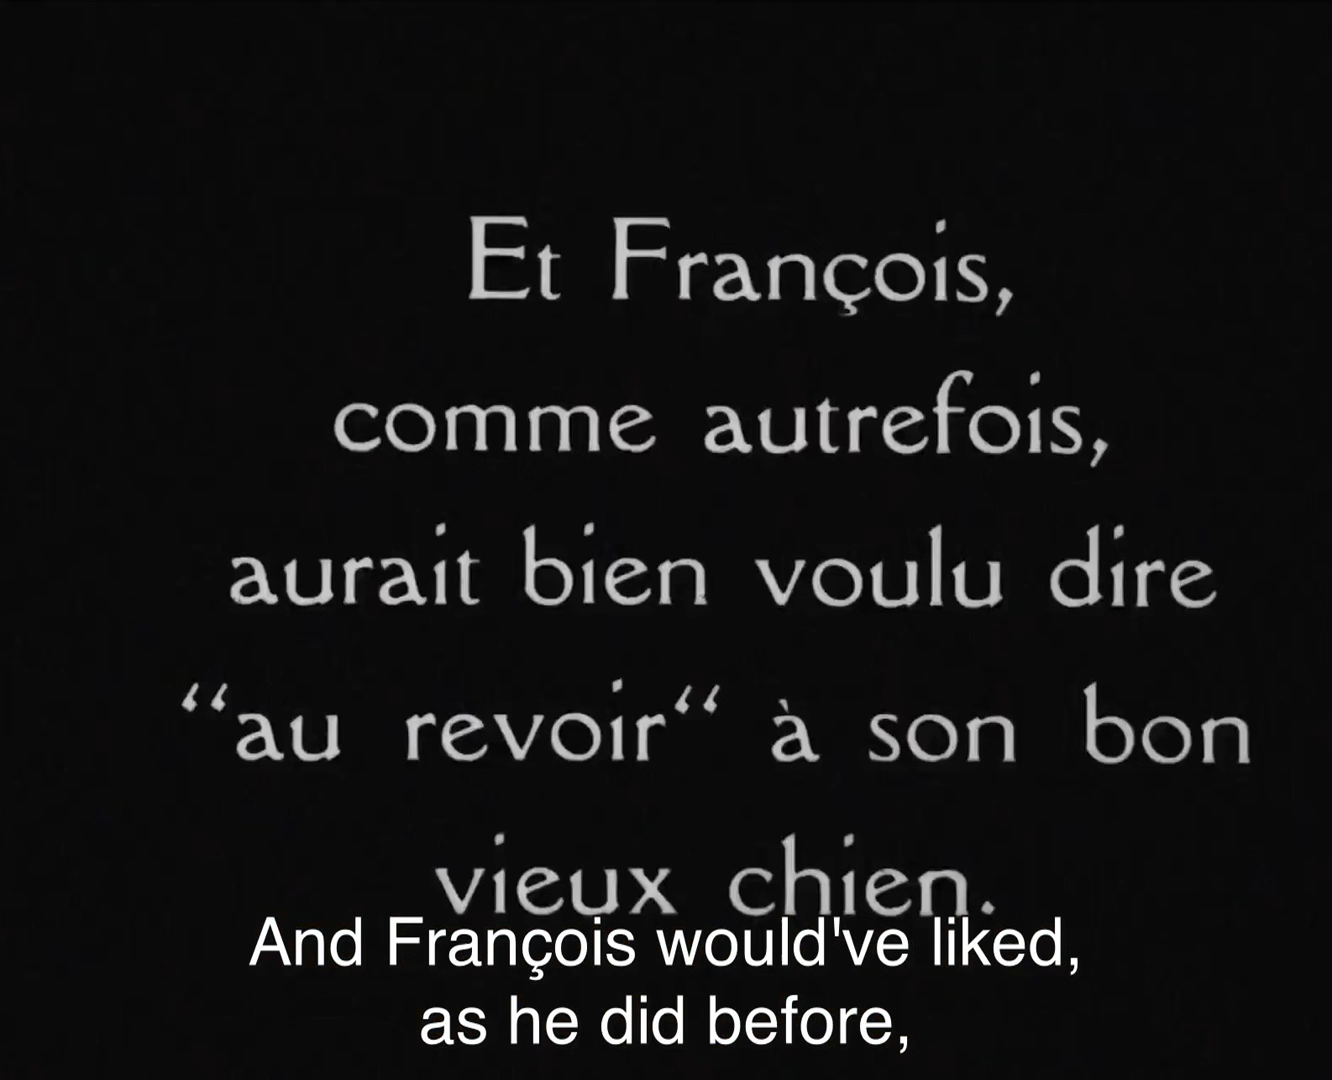 Et François,
comme autrefois,
aurait bien voulu dire
“au revoir“ à son bon
vieux chien.
And François would've liked,
as he did before,